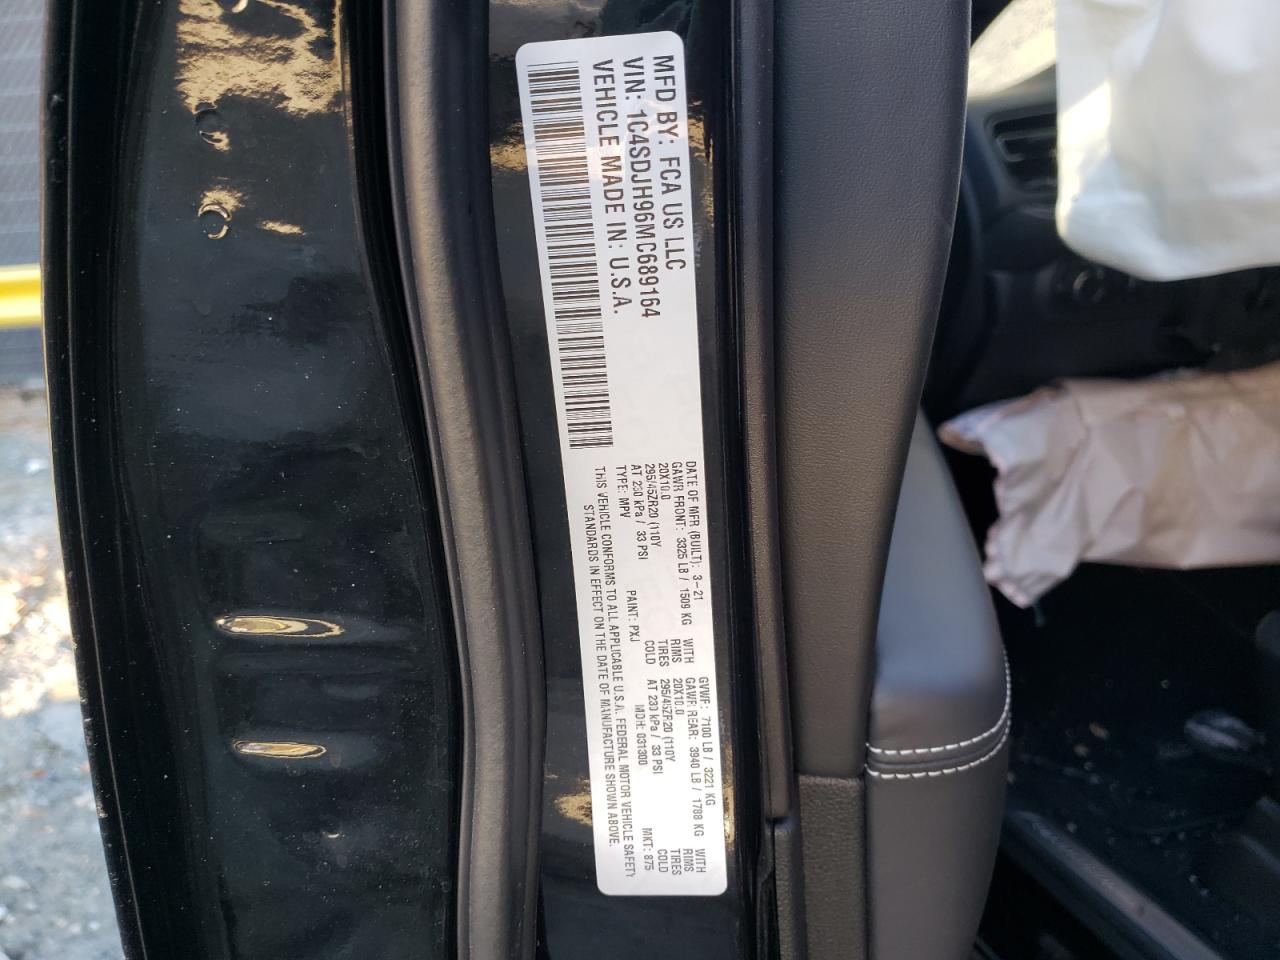 MFD BY: FCA US LLC
VIN: 1C4SDJH96MC689164
VEHICLE MADE IN: U.S.A.
DATE OF MFR (BUILT): 3-21 GVWR: 7100 LB / 3221 KG
GAWR FRONT: 3325 LB / 1509 KG WITH GAWR REAR: 3940 LB / 1788 KG WITH
20X10.0 RIMS 20X10.0 RIMS
295/45ZR20 (110Y TIRES 295/45ZR20 (110Y TIRES
AT 230 kPa / 33 PSI COLD AT 230 kPa / 33 PSI COLD
TYPE: MPV PAINT: PXJ MDH: 031300 MKT: 875
THIS VEHICLE CONFORMS TO ALL APPLICABLE U.S.A. FEDERAL MOTOR VEHICLE SAFETY
STANDARDS IN EFFECT ON THE DATE OF MANUFACTURE SHOWN ABOVE.